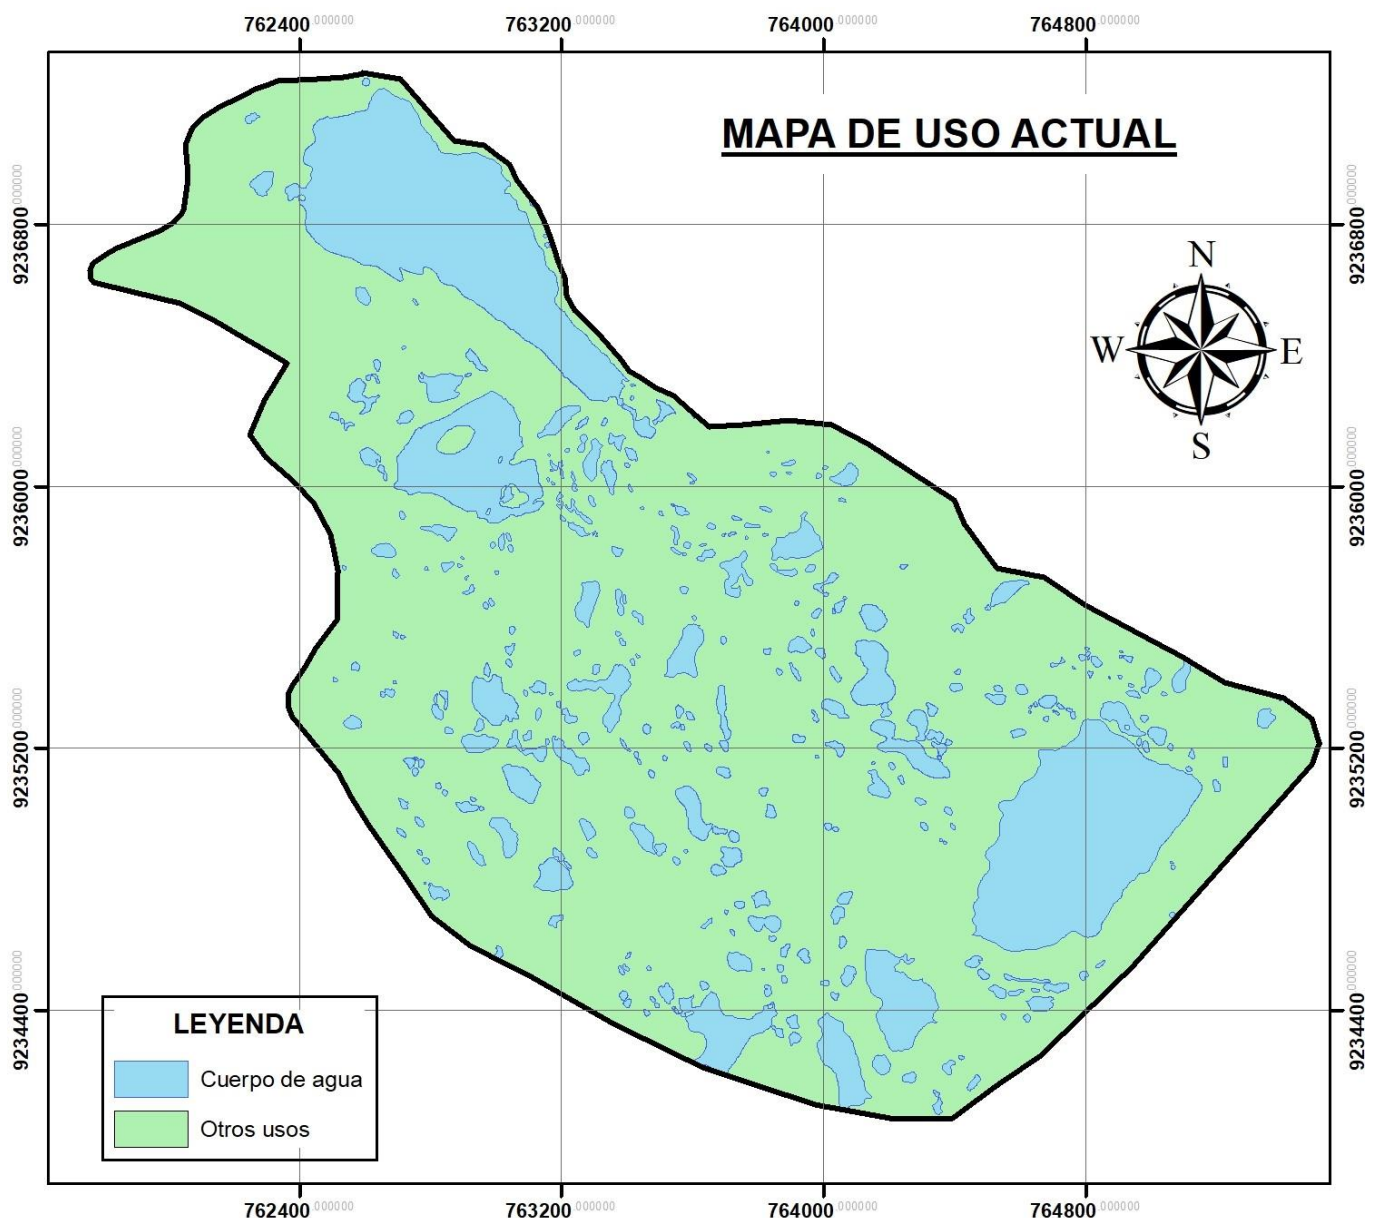 762400.000000 763200.000000 764000.000000 764800.000000
MAPA DE USO ACTUAL
9236800.000000 9236800.000000
N
W E
S
9236000.000000 9236000.000000
9235200.000000 9235200.000000
9234400.000000 9234400.000000
LEYENDA
Cuerpo de agua
Otros usos
762400.000000 763200.000000 764000.000000 764800.000000